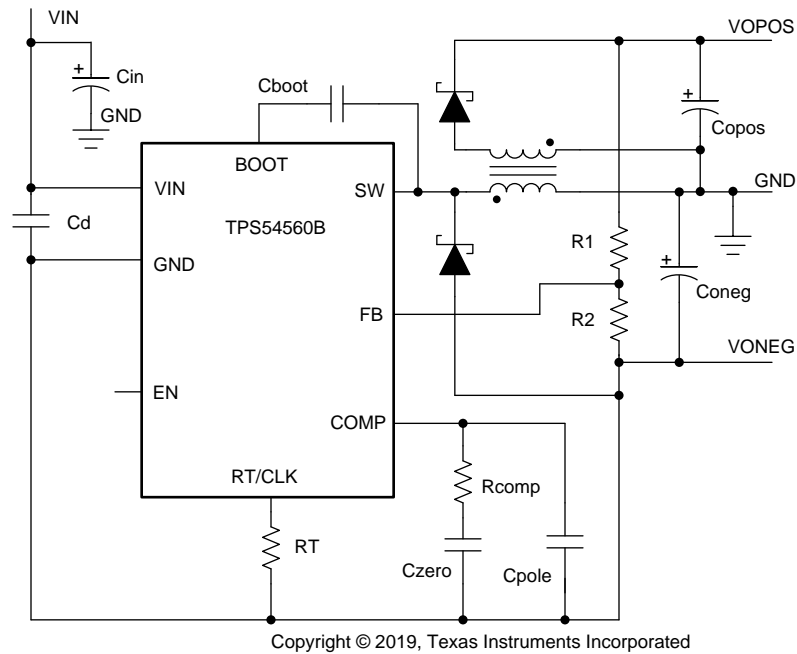 VIN
VOPOS
+
Cin
Cboot
+
Copos
GND
BOOT
VIN
SW
GND
Cd
TPS54560B
R1
+
Coneg
GND
FB
R2
VONEG
EN
COMP
RT/CLK
Rcomp
RT
Czero
Cpole
Copyright © 2019, Texas Instruments Incorporated